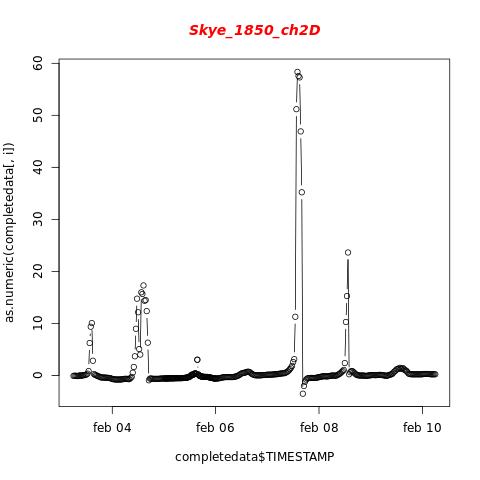 Skye_1850_ch2D
as.numeric(completedata[, i])
60
50
40
30
20
10
0
feb 04 feb 06 feb 08 feb 10
completedata$TIMESTAMP